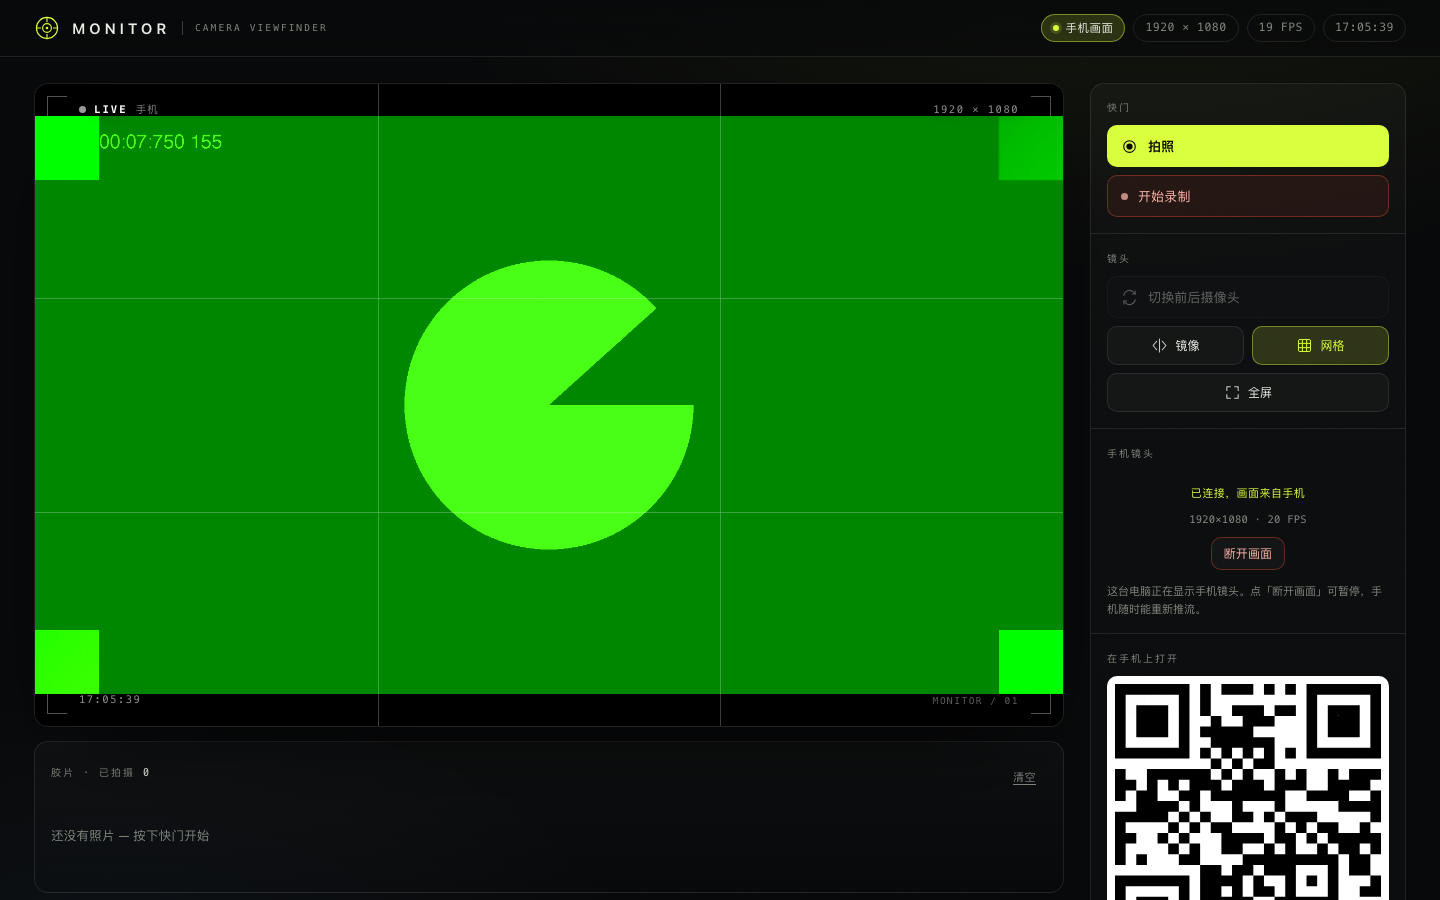 MONITOR
CAMERA VIEWFINDER
手机画面
1920 × 1080
19 FPS
17:05:39
LIVE 手机
1920 × 1080
00:07:750 155
17:05:39
MONITOR / 01
胶片 · 已拍摄 0
清空
还没有照片 — 按下快门开始
快门
拍照
开始录制
镜头
切换前后摄像头
镜像
网格
全屏
手机镜头
已连接，画面来自手机
1920×1080 · 20 FPS
断开画面
这台电脑正在显示手机镜头。点「断开画面」可暂停，手
机随时能重新推流。
在手机上打开